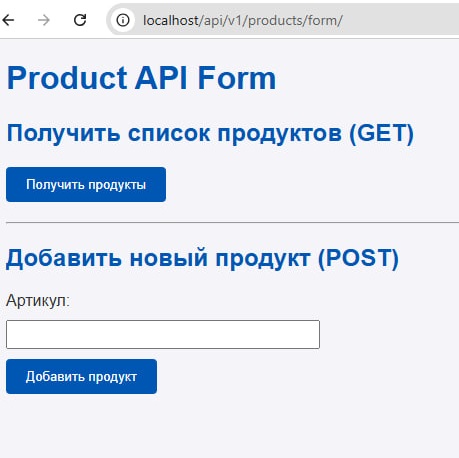 localhost/api/v1/products/form/
Product API Form
Получить список продуктов (GET)
Получить продукты
Добавить новый продукт (POST)
Артикул:
Добавить продукт